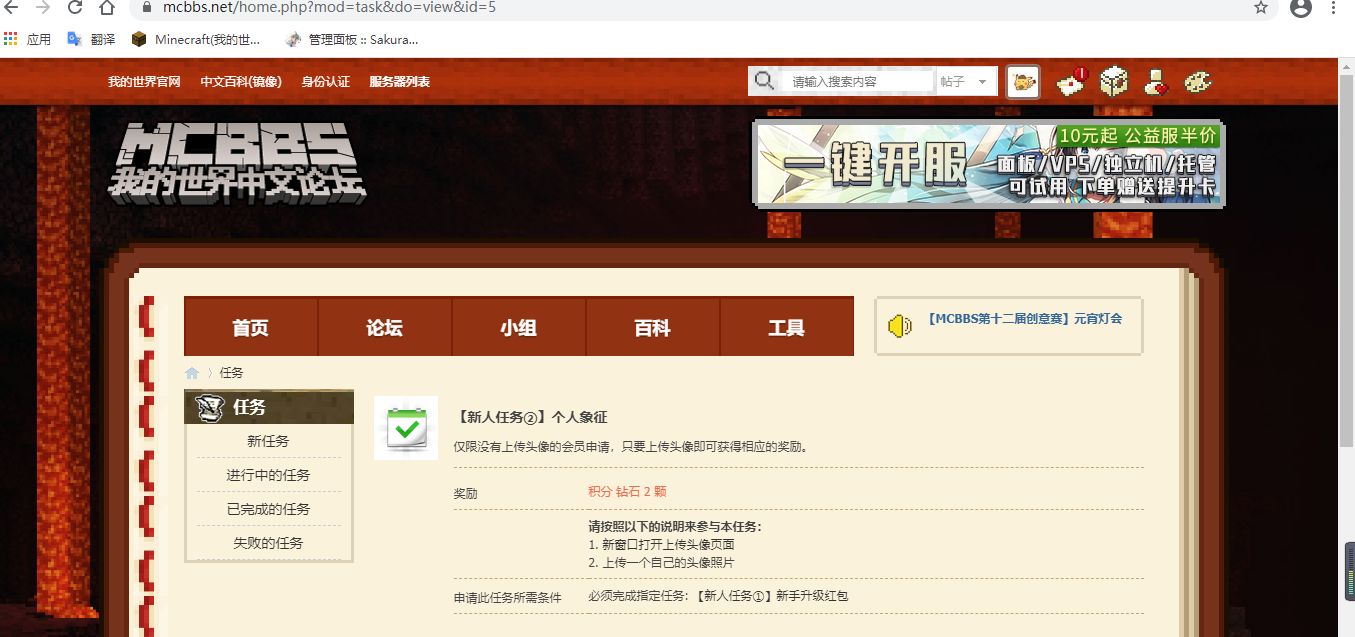 mcbbs.net/home.php?mod=task&do=view&id=5
应用 翻译 Minecraft(我的世... 管理面板 :: Sakura...
我的世界官网 中文百科(镜像) 身份认证 服务器列表 请输入搜索内容 帖子
MCBBS
我的世界中文论坛
10元起 公益服半价
一键开服 面板/VPS/独立机/托管
可试用 下单赠送提升卡
首页 论坛 小组 百科 工具
【MCBBS第十二届创意赛】元宵灯会
〉任务
任务
新任务
进行中的任务
已完成的任务
失败的任务
【新人任务②】个人象征
仅限没有上传头像的会员申请，只要上传头像即可获得相应的奖励。
奖励 积分 钻石 2 颗
请按照以下的说明来参与本任务：
1. 新窗口打开上传头像页面
2. 上传一个自己的头像照片
申请此任务所需条件 必须完成指定任务: 【新人任务①】新手升级红包